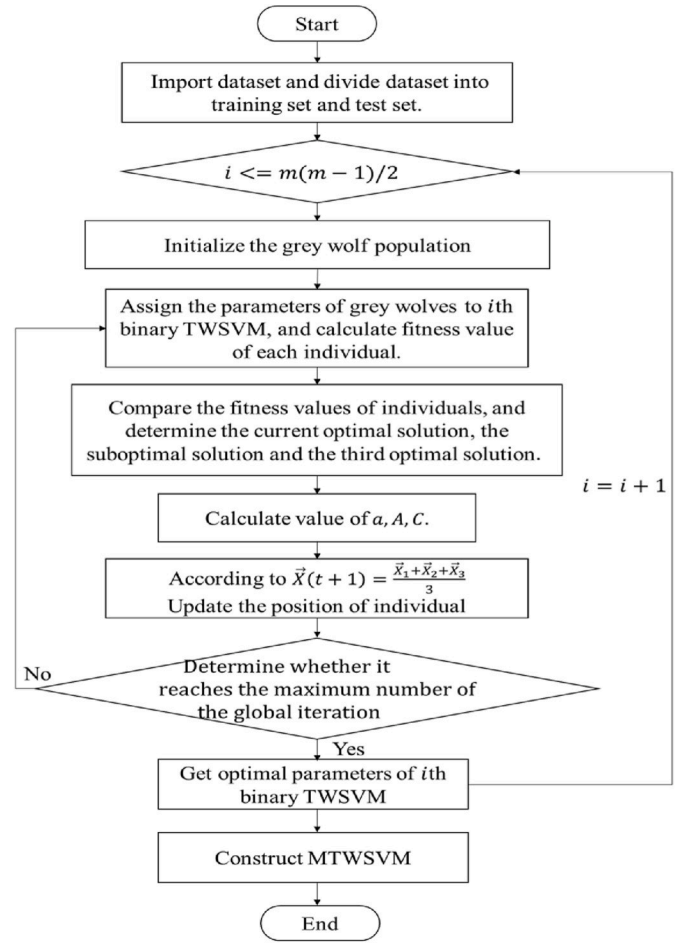 Start
Import dataset and divide dataset into
training set and test set.
i <= m(m − 1)/2
Initialize the grey wolf population
Assign the parameters of grey wolves to ith
binary TWSVM, and calculate fitness value
of each individual.
Compare the fitness values of individuals, and
determine the current optimal solution, the
suboptimal solution and the third optimal solution.
i = i + 1
Calculate value of a, A, C.
According to X⃗(t + 1) = (X⃗₁+X⃗₂+X⃗₃)/3
Update the position of individual
No
Determine whether it
reaches the maximum number of
the global iteration
Yes
Get optimal parameters of ith
binary TWSVM
Construct MTWSVM
End